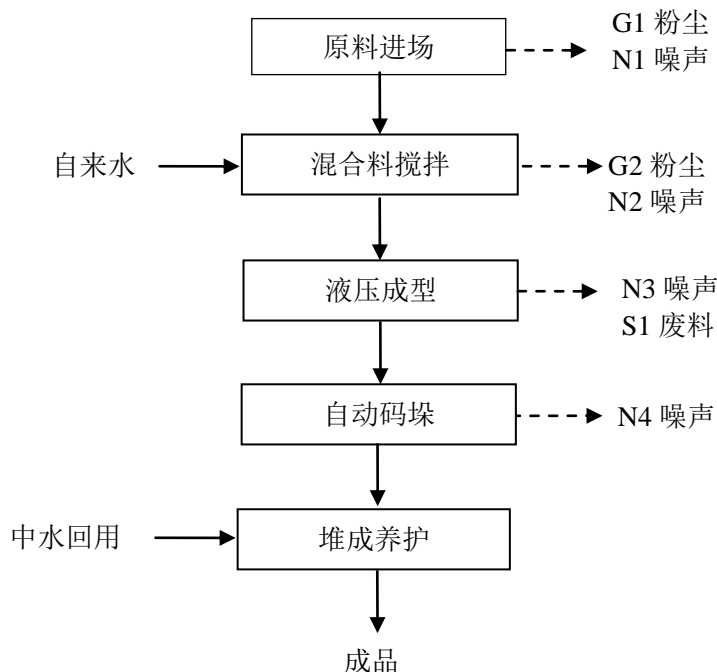 原料进场
G1 粉尘
N1 噪声
自来水
混合料搅拌
G2 粉尘
N2 噪声
液压成型
N3 噪声
S1 废料
自动码垛
N4 噪声
中水回用
堆成养护
成品